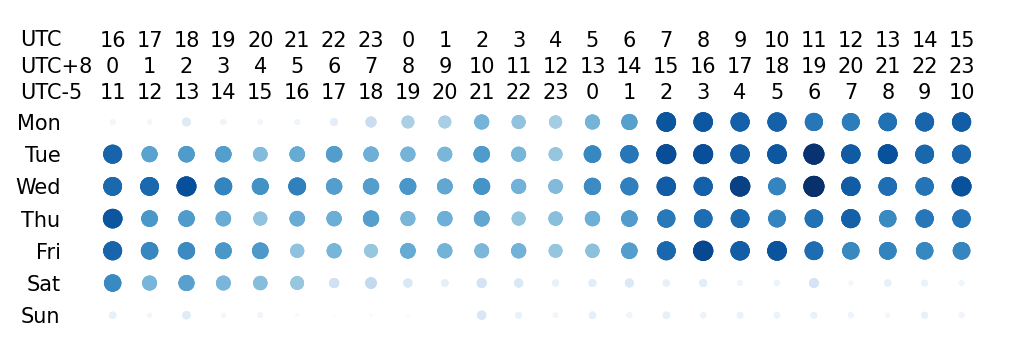 UTC 16 17 18 19 20 21 22 23 0 1 2 3 4 5 6 7 8 9 10 11 12 13 14 15
UTC+8 0 1 2 3 4 5 6 7 8 9 10 11 12 13 14 15 16 17 18 19 20 21 22 23
UTC-5 11 12 13 14 15 16 17 18 19 20 21 22 23 0 1 2 3 4 5 6 7 8 9 10
Mon
Tue
Wed
Thu
Fri
Sat
Sun